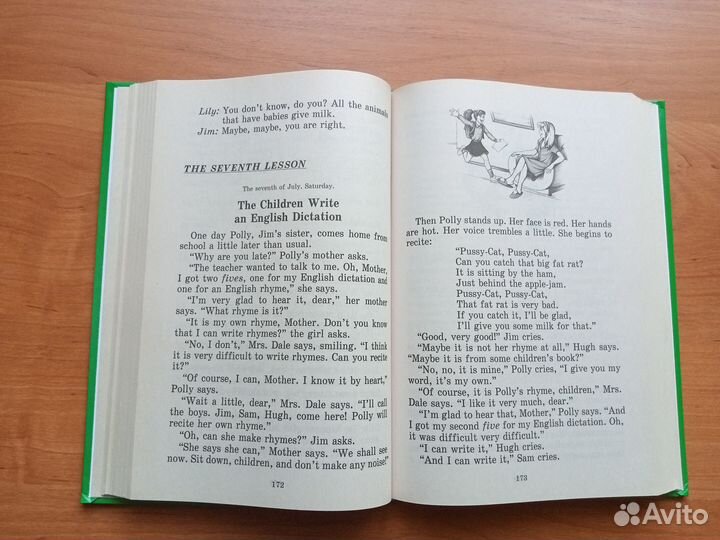 Lily: You don't know, do you? All the animals
that have babies give milk.
Jim: Maybe, maybe, you are right.
THE SEVENTH LESSON
The seventh of July. Saturday.
The Children Write
an English Dictation
One day Polly, Jim's sister, comes home from
school a little later than usual.
"Why are you late?" Polly's mother asks.
"The teacher wanted to talk to me. Oh, Mother,
I got two fives, one for my English dictation and
one for an English rhyme," she says.
"I'm very glad to hear it, dear," her mother
says. "What rhyme is it?"
"It is my own rhyme, Mother. Don't you know
that I can write rhymes?" the girl asks.
"No, I don't," Mrs. Dale says, smiling. "I think
it is very difficult to write rhymes. Can you recite
it?"
"Of course, I can, Mother. I know it by heart,"
Polly says.
"Wait a little, dear," Mrs. Dale says. "I'll call
the boys. Jim, Sam, Hugh, come here! Polly will
recite her own rhyme."
"Oh, can she make rhymes?" Jim asks.
"She says she can," Mother says. "We shall see
now. Sit down, children, and don't make any noise!"
172
Then Polly stands up. Her face is red. Her hands
are hot. Her voice trembles a little. She begins to
recite:
"Pussy-Cat, Pussy-Cat,
Can you catch that big fat rat?
It is sitting by the ham,
Just behind the apple-jam.
Pussy-Cat, Pussy-Cat,
That fat rat is very bad.
If you catch it, I'll be glad,
I'll give you some milk for that."
"Good, very good!" Jim cries.
"Maybe it is not her rhyme at all," Hugh says.
"Maybe it is from some children's book?"
"No, no, it is mine," Polly cries, "I give you my
word, it's my own."
"Of course, it is Polly's rhyme, children," Mrs.
Dale says. "I like it very much, dear."
"I'm glad to hear that, Mother," Polly says. "And
I got my second five for my English dictation. Oh,
it was difficult very difficult."
"I can write it," Hugh cries.
"And I can write it," Sam cries.
173
Avito